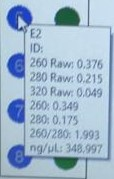 E2
ID:
260 Raw: 0.376
280 Raw: 0.215
320 Raw: 0.049
260: 0.349
280: 0.175
260/280: 1.993
ng/µL: 348.997
6
7
8